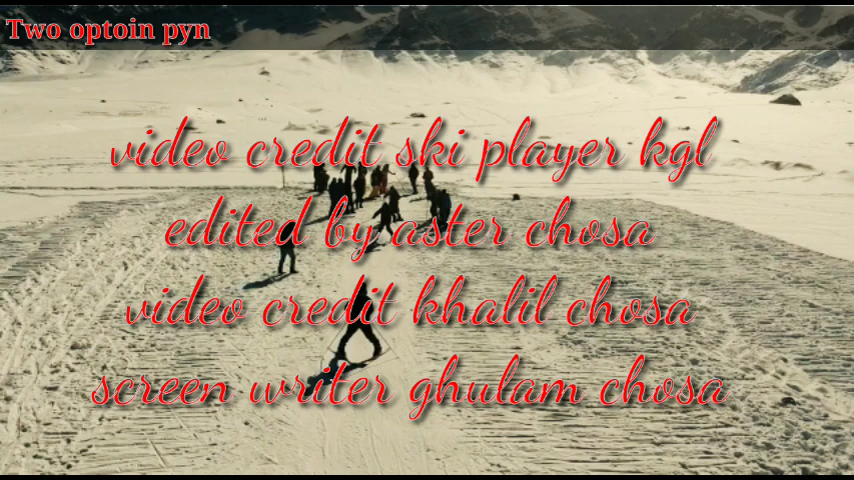 Two optoin pyn
video credit ski player kgl
edited by aster chosa
video credit khalil chosa
screen writer ghulam chosa